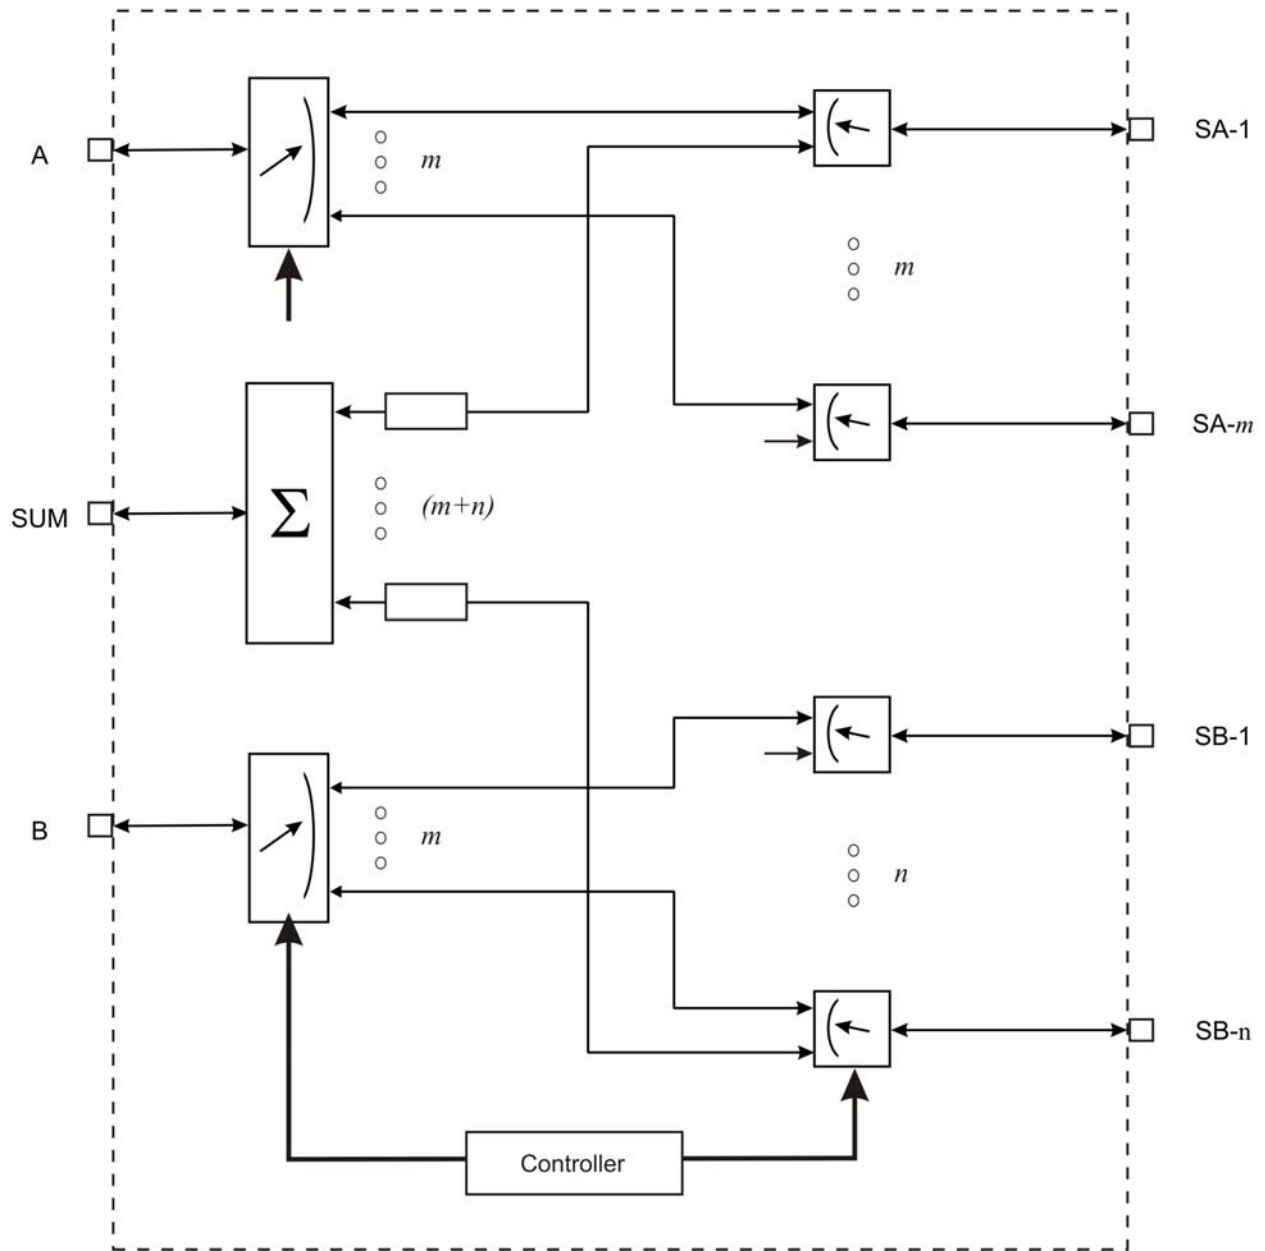 A
m
SA-1
m
SA-m
(m+n)
SUM
Σ
SB-1
B
m
n
SB-n
Controller